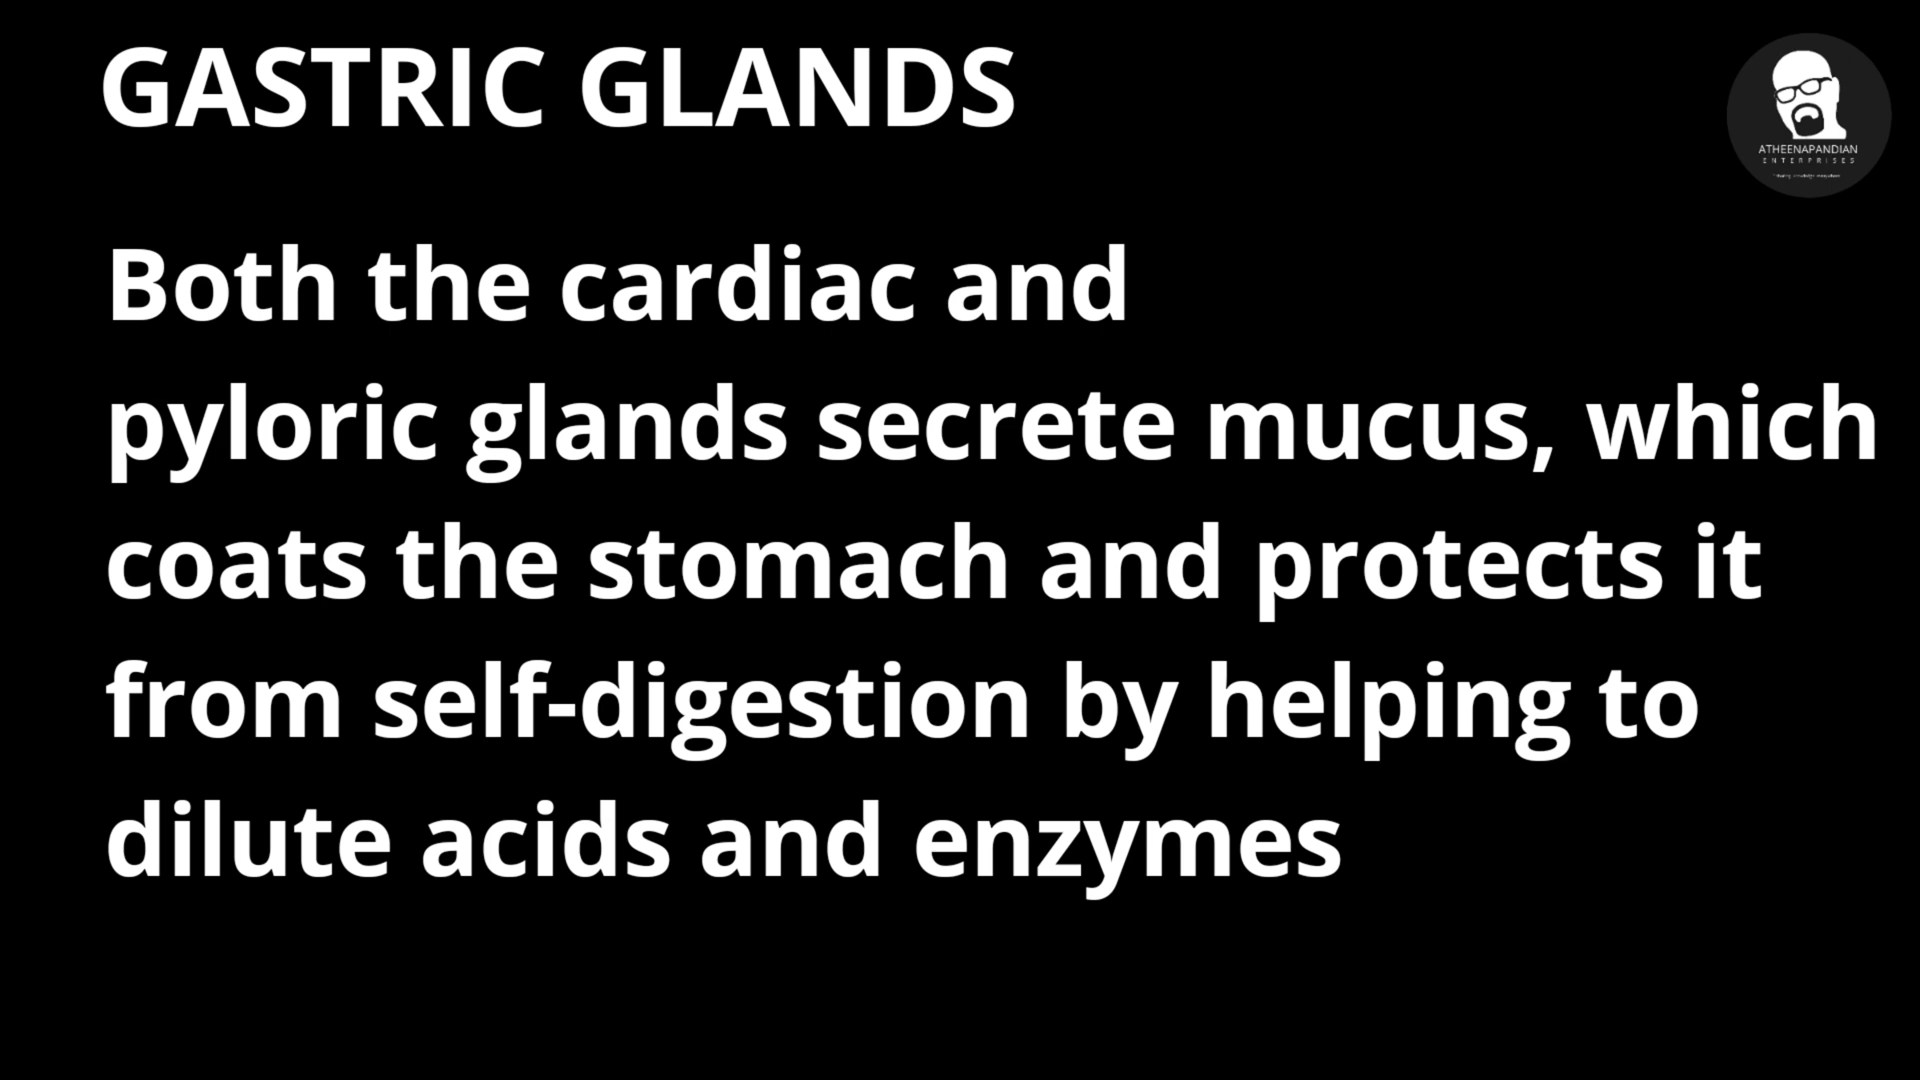 GASTRIC GLANDS
ATHEENAPANDIAN
ENTERPRISES
Both the cardiac and
pyloric glands secrete mucus, which
coats the stomach and protects it
from self-digestion by helping to
dilute acids and enzymes